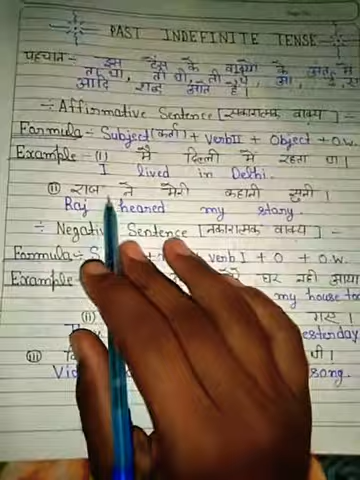 PAST INDEFINITE TENSE
पहचान :- इस टेंस के वाक्यों के अंत में
ता था, ती थी, ते थे, आ, ई, ए
आदि शब्द आते हैं।
÷ Affirmative Sentence [सकारात्मक वाक्य] -
Formula ÷ Subject (कर्ता) + verbII + Object + O.W.
Example :- (i) मै दिल्ली में रहता था।
I lived in Delhi.
(ii) राज ने मेरी कहानी सुनी।
Raj heared my story.
÷ Negative Sentence [नकारात्मक वाक्य] -
Formula ÷ S + verb I + O + O.W.
Example घर नहीं आया
my house to
(ii) गए।
yesterday
(iii)
song.